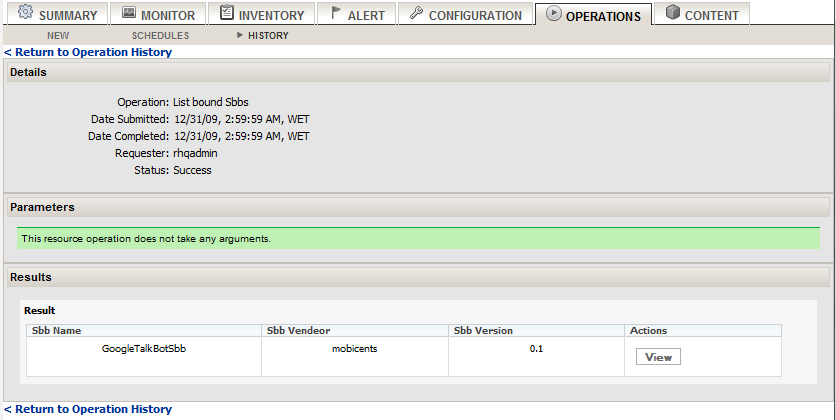 SUMMARY MONITOR INVENTORY ALERT CONFIGURATION OPERATIONS CONTENT
NEW SCHEDULES HISTORY
< Return to Operation History
Details
Operation: List bound Sbbs
Date Submitted: 12/31/09, 2:59:59 AM, WET
Date Completed: 12/31/09, 2:59:59 AM, WET
Requester: rhqadmin
Status: Success
Parameters
This resource operation does not take any arguments.
Results
Result
Sbb Name Sbb Vendeor Sbb Version Actions
GoogleTalkBotSbb mobicents 0.1 View
< Return to Operation History